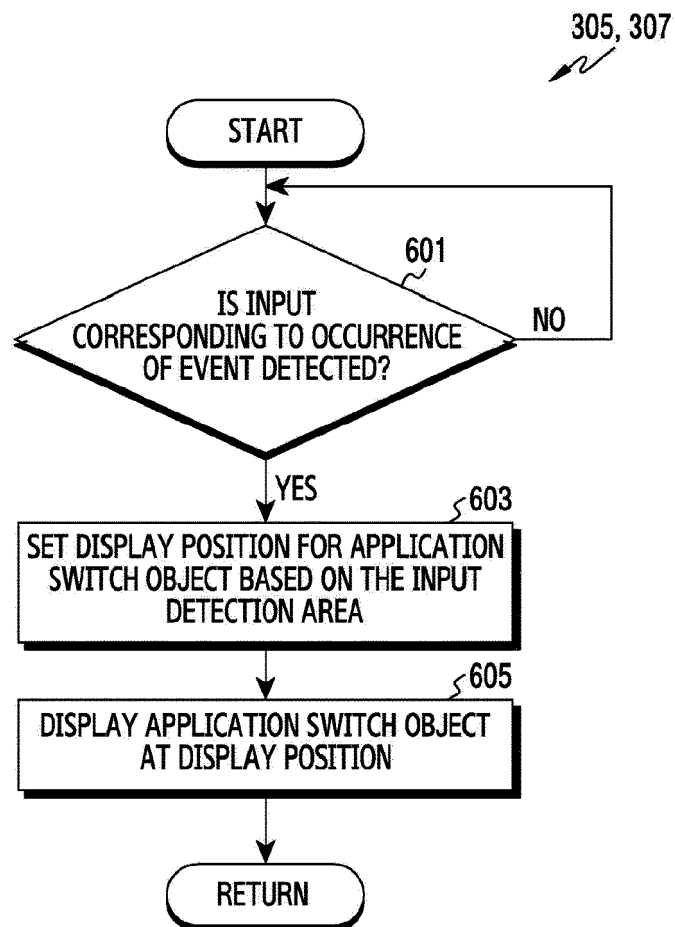 305, 307
START
601
IS INPUT
CORRESPONDING TO OCCURRENCE
OF EVENT DETECTED?
NO
YES
603
SET DISPLAY POSITION FOR APPLICATION
SWITCH OBJECT BASED ON THE INPUT
DETECTION AREA
605
DISPLAY APPLICATION SWITCH OBJECT
AT DISPLAY POSITION
RETURN